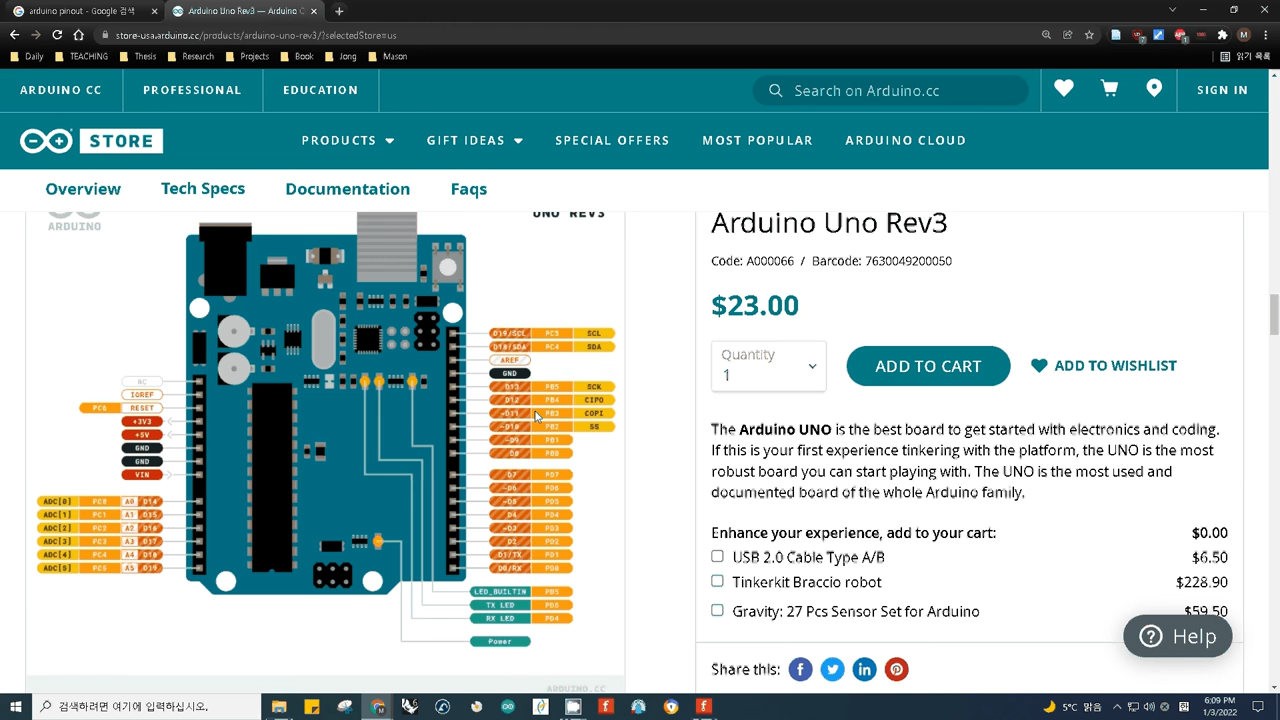 arduino pinout - Google 검색
Arduino Uno Rev3 — Arduino O
store-usa.arduino.cc/products/arduino-uno-rev3/?selectedStore=us
Daily TEACHING Thesis Research Projects Book Jong Mason 읽기 목록
ARDUINO CC PROFESSIONAL EDUCATION Search on Arduino.cc SIGN IN
STORE PRODUCTS GIFT IDEAS SPECIAL OFFERS MOST POPULAR ARDUINO CLOUD
Overview Tech Specs Documentation Faqs
ARDUINO
UNO REV3
NC
IOREF
PC6 RESET
+3V3
+5V
GND
GND
VIN
ADC[0] PC0 A0 D14
ADC[1] PC1 A1 D15
ADC[2] PC2 A2 D16
ADC[3] PC3 A3 D17
ADC[4] PC4 A4 D18
ADC[5] PC5 A5 D19
D19/SCL PC5 SCL
D18/SDA PC4 SDA
AREF
GND
D13 PB5 SCK
D12 PB4 CIPO
~D11 PB3 COPI
~D10 PB2 SS
~D9 PB1
D8 PB0
D7 PD7
~D6 PD6
~D5 PD5
D4 PD4
~D3 PD3
D2 PD2
D1/TX PD1
D0/RX PD0
LED_BUILTIN PB5
TX LED PD5
RX LED PD4
Power
ARDUINO.CC
Arduino Uno Rev3
Code: A000066 / Barcode: 7630049200050
$23.00
Quantity
1
ADD TO CART
ADD TO WISHLIST
The Arduino UNO is the best board to get started with electronics and coding.
If this is your first experience tinkering with the platform, the UNO is the most
robust board you can start playing with. The UNO is the most used and
documented board of the whole Arduino family.
Enhance your experience, add to your cart: $0.00
USB 2.0 Cable Type A/B $6.50
Tinkerkit Braccio robot $228.90
Gravity: 27 Pcs Sensor Set for Arduino $59.50
Help
Share this:
검색하려면 여기에 입력하십시오.
5°C 맑음
6:09 PM
1/3/2022